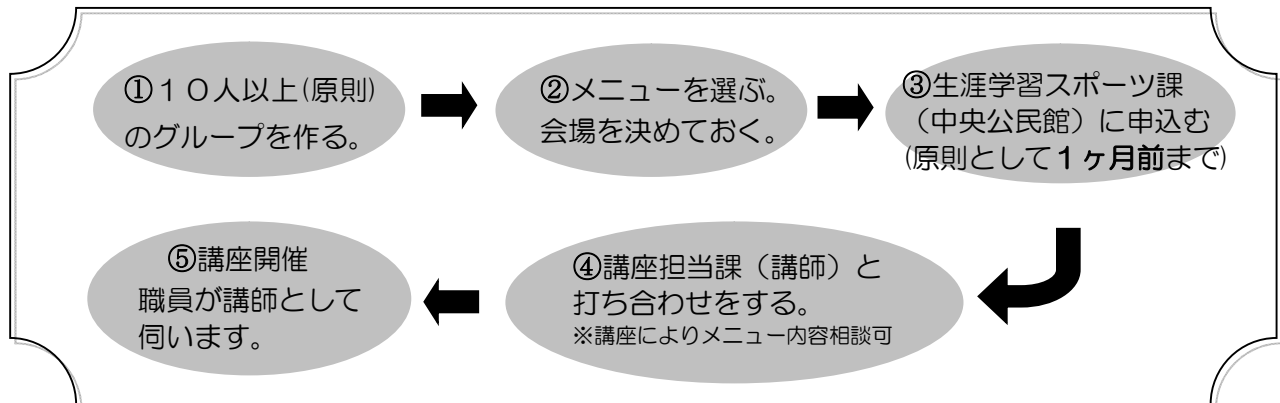 ①１０人以上(原則)
のグループを作る。
②メニューを選ぶ。
会場を決めておく。
③生涯学習スポーツ課
（中央公民館）に申込む
(原則として１ヶ月前まで)
④講座担当課（講師）と
打ち合わせをする。
※講座によりメニュー内容相談可
⑤講座開催
職員が講師として
伺います。